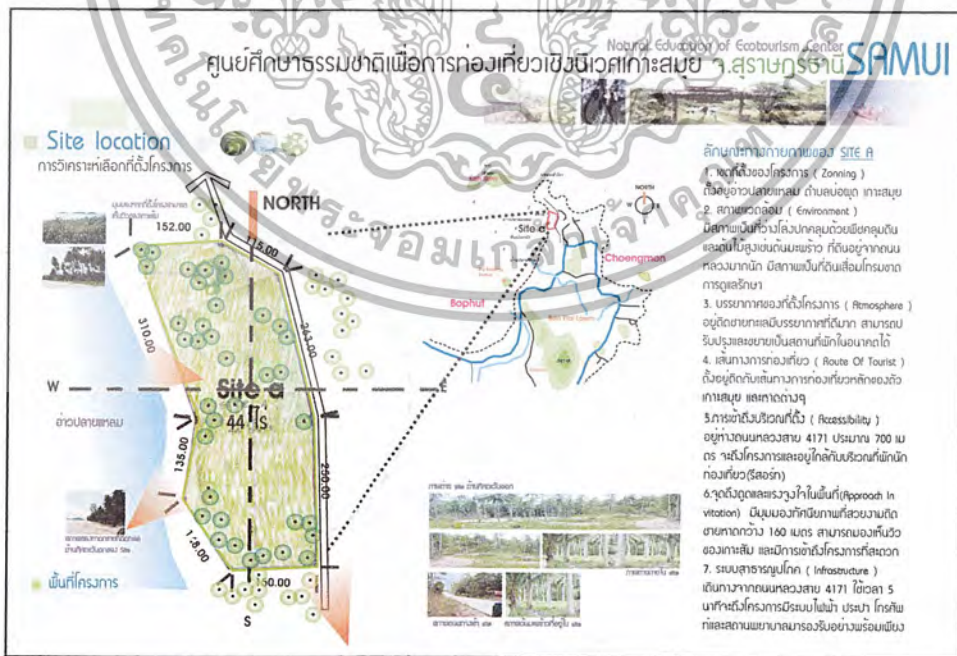 Natural Education of Ecotourism Center
ศูนย์ศึกษาธรรมชาติเพื่อการท่องเที่ยวเชิงนิเวศเกาะสมุย จ.สุราษฎร์ธานี SAMUI
Site location
การวิเคราะห์เลือกที่ตั้งโครงการ
NORTH
152.00
15.00
310.00
263.00
W
Site a
44 ไร่
อ่าวปลายแหลม
135.00
250.00
50.00
S
พื้นที่โครงการ
NORTH
Site a
Choengmon
Bophut
ลักษณะทางกายภาพของ SITE A
1. เขตที่ตั้งของโครงการ ( Zonning )
ตั้งอยู่อ่าวปลายแหลม ตำบลบ่อผุด เกาะสมุย
2. สภาพแวดล้อม ( Environment )
มีสภาพเป็นที่ว่างโล่งปกคลุมด้วยพืชคลุมดิน
และต้นไม้สูงเช่นต้นมะพร้าว ที่ดินอยู่จากถนน
หลวงมากนัก มีสภาพเป็นที่ดินเสื่อมโทรมขาด
การดูแลรักษา
3. บรรยากาศของที่ตั้งโครงการ ( Atmosphere )
อยู่ติดชายทะเลมีบรรยากาศที่ดีมาก สามารถป
รับปรุงและขยายเป็นสถานที่พักในอนาคตได้
4. เส้นทางการท่องเที่ยว ( Route Of Tourist )
ตั้งอยู่ติดกับเส้นทางการท่องเที่ยวหลักของตัว
เกาะสมุย และหาดต่างๆ
5.การเข้าถึงบริเวณที่ตั้ง ( Accessibility )
อยู่ห่างถนนหลวงสาย 4171 ประมาณ 700 เม
ตร จะถึงโครงการและอยู่ใกล้กับบริเวณที่พักนัก
ท่องเที่ยว(รีสอร์ท)
6.จุดดึงดูดและแรงจูงใจในพื้นที่(Approach In
vitation) มีมุมมองทัศนียภาพที่สวยงามติด
ชายหาดกว้าง 160 เมตร สามารถมองเห็นวิว
ของเกาะส้ม และมีการเข้าถึงโครงการที่สะดวก
7. ระบบสาธารณูปโภค ( Infrastructure )
เดินทางจากถนนหลวงสาย 4171 ใช้เวลา 5
นาทีจะถึงโครงการมีระบบไฟฟ้า ประปา โทรศัพ
ท์และสถานพยาบาลมารองรับอย่างพร้อมเพียง